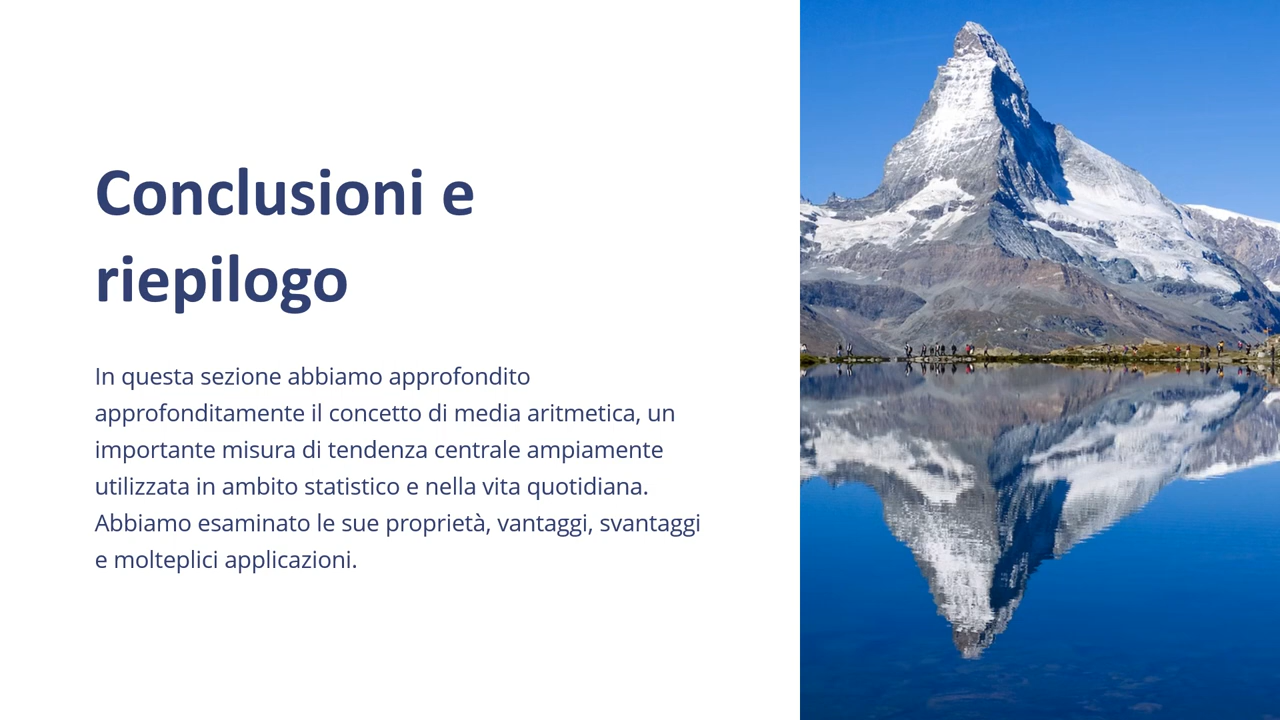 Conclusioni e
riepilogo
In questa sezione abbiamo approfondito
approfonditamente il concetto di media aritmetica, un
importante misura di tendenza centrale ampiamente
utilizzata in ambito statistico e nella vita quotidiana.
Abbiamo esaminato le sue proprietà, vantaggi, svantaggi
e molteplici applicazioni.